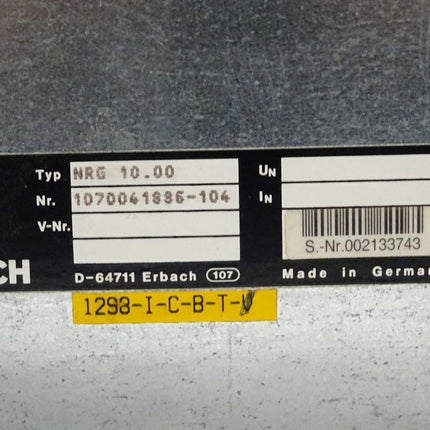 Typ NRG 10.00 UN
Nr. 1070041886-104 IN
V-Nr.
S.-Nr.002133743
CH D-64711 Erbach 107 Made in German
1298-I-C-B-T-